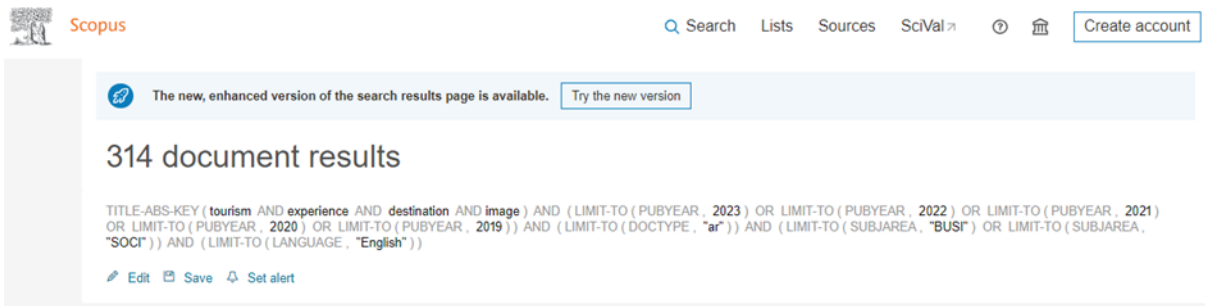 Scopus
Search Lists Sources SciVal Create account
The new, enhanced version of the search results page is available. Try the new version
314 document results
TITLE-ABS-KEY ( tourism AND experience AND destination AND image ) AND ( LIMIT-TO ( PUBYEAR , 2023 ) OR LIMIT-TO ( PUBYEAR , 2022 ) OR LIMIT-TO ( PUBYEAR , 2021 )
OR LIMIT-TO ( PUBYEAR , 2020 ) OR LIMIT-TO ( PUBYEAR , 2019 ) ) AND ( LIMIT-TO ( DOCTYPE , "ar" ) ) AND ( LIMIT-TO ( SUBJAREA , "BUSI" ) OR LIMIT-TO ( SUBJAREA ,
"SOCI" ) ) AND ( LIMIT-TO ( LANGUAGE , "English" ) )
Edit Save Set alert